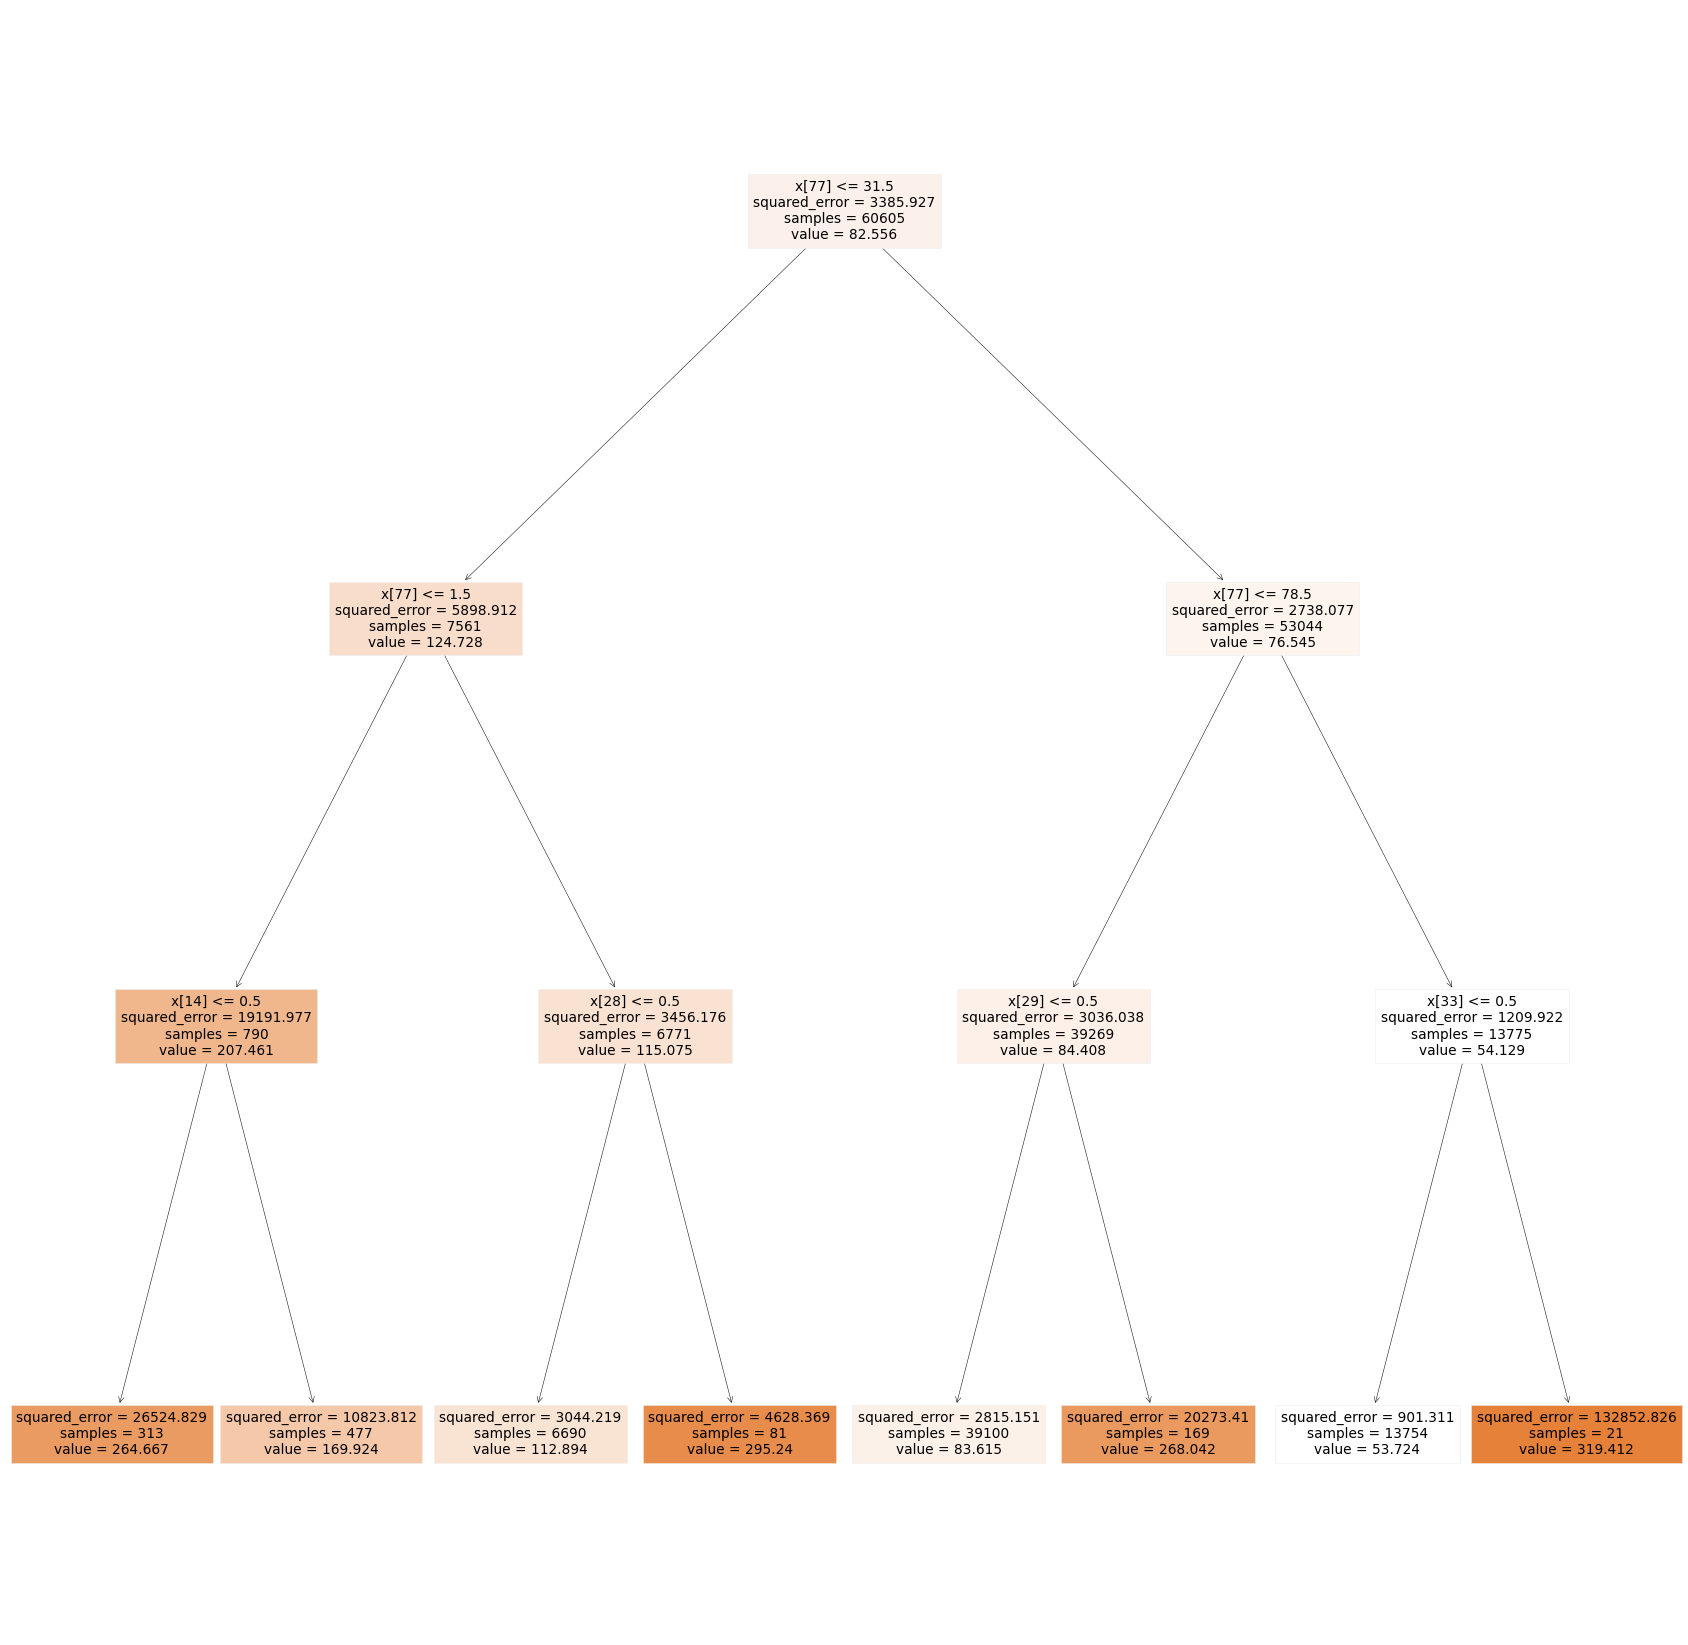 x[77] <= 31.5
squared_error = 3385.927
samples = 60605
value = 82.556
x[77] <= 1.5
squared_error = 5898.912
samples = 7561
value = 124.728
x[77] <= 78.5
squared_error = 2738.077
samples = 53044
value = 76.545
x[14] <= 0.5
squared_error = 19191.977
samples = 790
value = 207.461
x[28] <= 0.5
squared_error = 3456.176
samples = 6771
value = 115.075
x[29] <= 0.5
squared_error = 3036.038
samples = 39269
value = 84.408
x[33] <= 0.5
squared_error = 1209.922
samples = 13775
value = 54.129
squared_error = 26524.829
samples = 313
value = 264.667
squared_error = 10823.812
samples = 477
value = 169.924
squared_error = 3044.219
samples = 6690
value = 112.894
squared_error = 4628.369
samples = 81
value = 295.24
squared_error = 2815.151
samples = 39100
value = 83.615
squared_error = 20273.41
samples = 169
value = 268.042
squared_error = 901.311
samples = 13754
value = 53.724
squared_error = 132852.826
samples = 21
value = 319.412